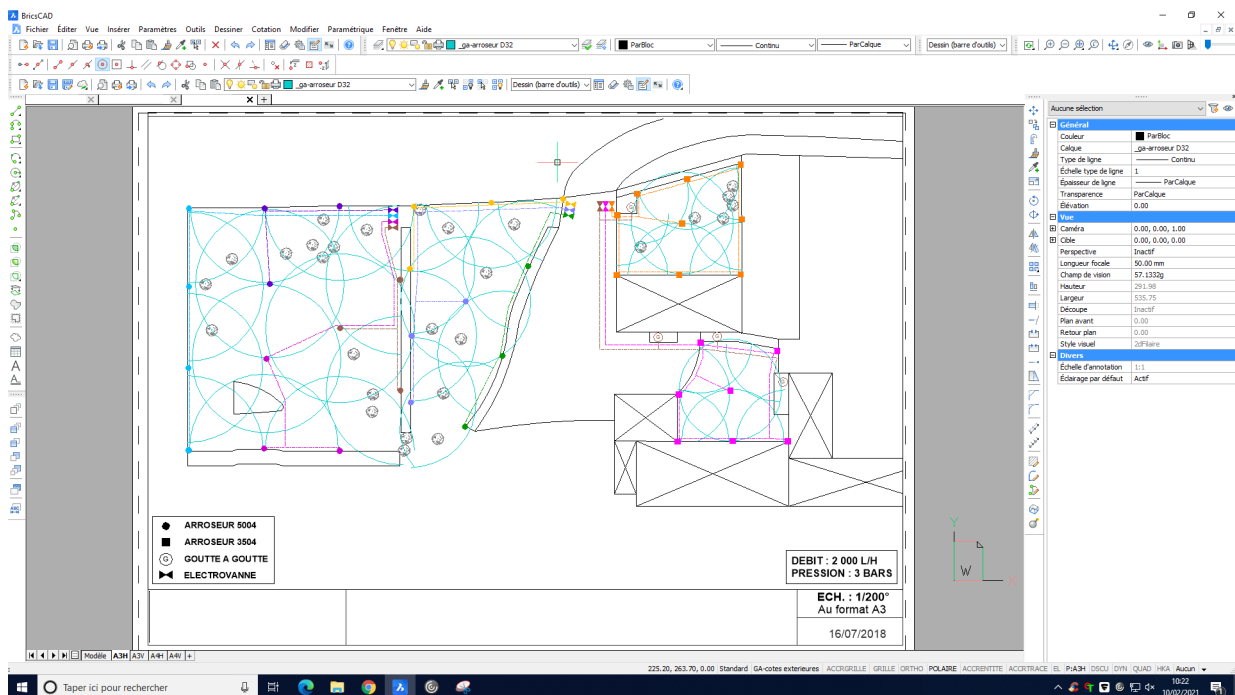 BricsCAD
Fichier Éditer Vue Insérer Paramètres Outils Dessiner Cotation Modifier Paramétrique Fenêtre Aide
_ga-arroseur D32
ParBloc
Continu
ParCalque
Dessin (barre d'outils)
_ga-arroseur D32
Dessin (barre d'outils)
Aucune sélection
Général
Couleur ParBloc
Calque _ga-arroseur D32
Type de ligne Continu
Échelle type de ligne 1
Épaisseur de ligne ParCalque
Transparence ParCalque
Élévation 0.00
Vue
Caméra 0.00, 0.00, 1.00
Cible 0.00, 0.00, 0.00
Perspective Inactif
Longueur focale 50.00 mm
Champ de vision 57.1332g
Hauteur 291.98
Largeur 535.75
Découpe Inactif
Plan avant 0.00
Retour plan 0.00
Style visuel 2dFilaire
Divers
Échelle d'annotation 1:1
Éclairage par défaut Actif
ARROSEUR 5004
ARROSEUR 3504
G GOUTTE A GOUTTE
ELECTROVANNE
DEBIT : 2 000 L/H
PRESSION : 3 BARS
ECH. : 1/200°
Au format A3
16/07/2018
Y
W
X
Modèle A3H A3V A4H A4V
225.20, 263.70, 0.00 Standard GA-cotes exterieures ACCRGRILLE GRILLE ORTHO POLAIRE ACCRENTITE ACCRTRACE EL P:A3H DSCU DYN QUAD HKA Aucun
Taper ici pour rechercher
10:22
10/02/2021